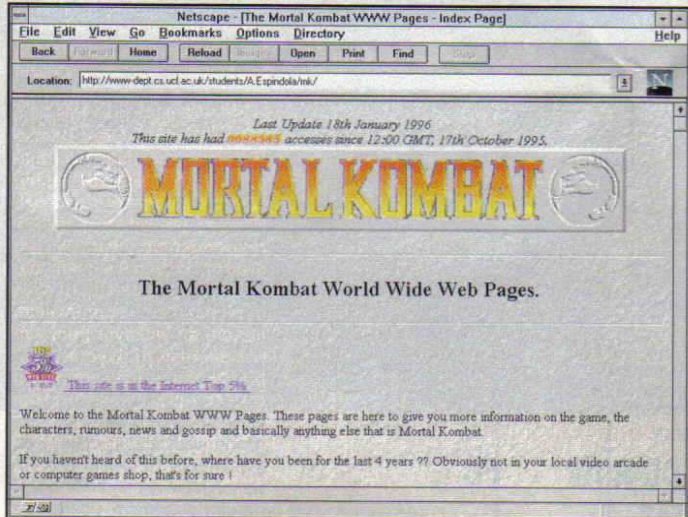 Netscape - [The Mortal Kombat WWW Pages - Index Page]
File Edit View Go Bookmarks Options Directory Help
Back Forward Home Reload Images Open Print Find Stop
Location: http://www-dept.cs.ucl.ac.uk/students/A.Espindola/mk/
N
Last Update 18th January 1996
This site has had accesses since 12:00 GMT, 17th October 1995.
MORTAL KOMBAT
The Mortal Kombat World Wide Web Pages.
5%
This site is in the Internet Top 5%
Welcome to the Mortal Kombat WWW Pages. These pages are here to give you more information on the game, the
characters, rumours, news and gossip and basically anything else that is Mortal Kombat.
If you haven't heard of this before, where have you been for the last 4 years ?? Obviously not in your local video arcade
or computer games shop, that's for sure !